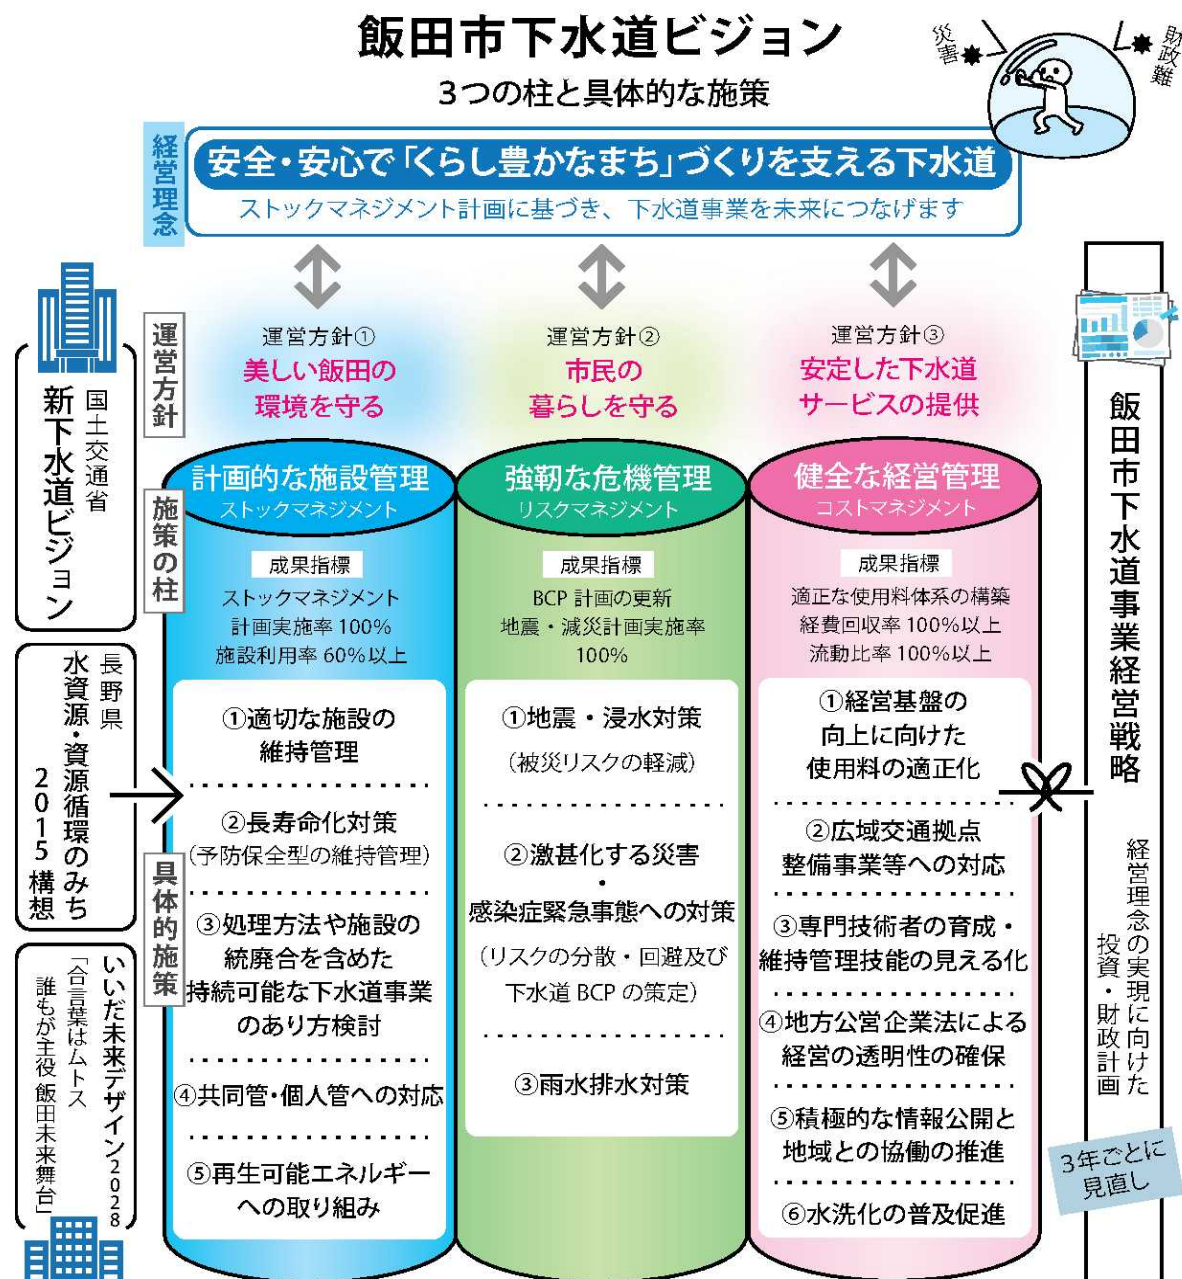 飯田市下水道ビジョン
3つの柱と具体的な施策
災害
財政難
経営理念
安全・安心で「くらし豊かなまち」づくりを支える下水道
ストックマネジメント計画に基づき、下水道事業を未来につなげます
運営方針
運営方針①
美しい飯田の
環境を守る
運営方針②
市民の
暮らしを守る
運営方針③
安定した下水道
サービスの提供
施策の柱
計画的な施設管理
ストックマネジメント
成果指標
ストックマネジメント
計画実施率100%
施設利用率60%以上
強靭な危機管理
リスクマネジメント
成果指標
BCP計画の更新
地震・減災計画実施率
100%
健全な経営管理
コストマネジメント
成果指標
適正な使用料体系の構築
経費回収率100%以上
流動比率100%以上
具体的施策
①適切な施設の
維持管理
②長寿命化対策
(予防保全型の維持管理)
③処理方法や施設の
統廃合を含めた
持続可能な下水道事業
のあり方検討
④共同管・個人管への対応
⑤再生可能エネルギー
への取り組み
①地震・浸水対策
(被災リスクの軽減)
②激甚化する災害
・
感染症緊急事態への対策
(リスクの分散・回避及び
下水道BCPの策定)
③雨水排水対策
①経営基盤の
向上に向けた
使用料の適正化
②広域交通拠点
整備事業等への対応
③専門技術者の育成・
維持管理技能の見える化
④地方公営企業法による
経営の透明性の確保
⑤積極的な情報公開と
地域との協働の推進
⑥水洗化の普及促進
国土交通省
新下水道ビジョン
長野県
水資源・資源循環のみち
2015構想
いいだ未来デザイン2028
「合言葉はムトス
誰もが主役 飯田未来舞台」
飯田市下水道事業経営戦略
経営理念の実現に向けた
投資・財政計画
3年ごとに
見直し